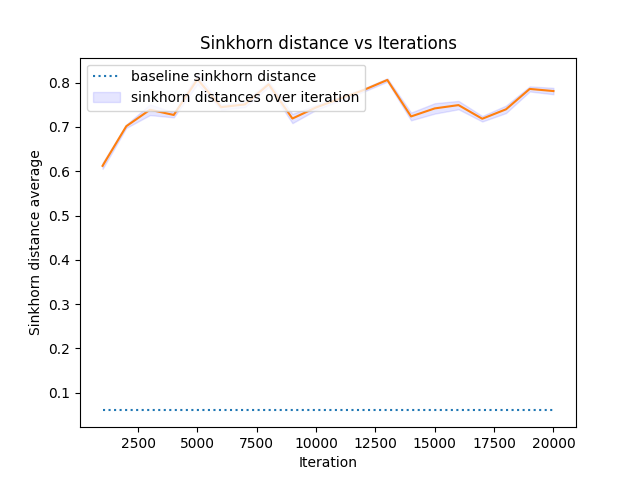 Sinkhorn distance vs Iterations
baseline sinkhorn distance
sinkhorn distances over iteration
Sinkhorn distance average
0.8
0.7
0.6
0.5
0.4
0.3
0.2
0.1
2500 5000 7500 10000 12500 15000 17500 20000
Iteration